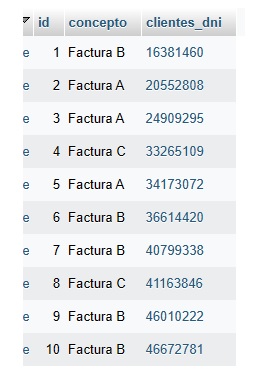 id concepto clientes_dni
e 1 Factura B 16381460
e 2 Factura A 20552808
e 3 Factura A 24909295
e 4 Factura C 33265109
e 5 Factura A 34173072
e 6 Factura B 36614420
e 7 Factura B 40799338
e 8 Factura C 41163846
e 9 Factura B 46010222
e 10 Factura B 46672781